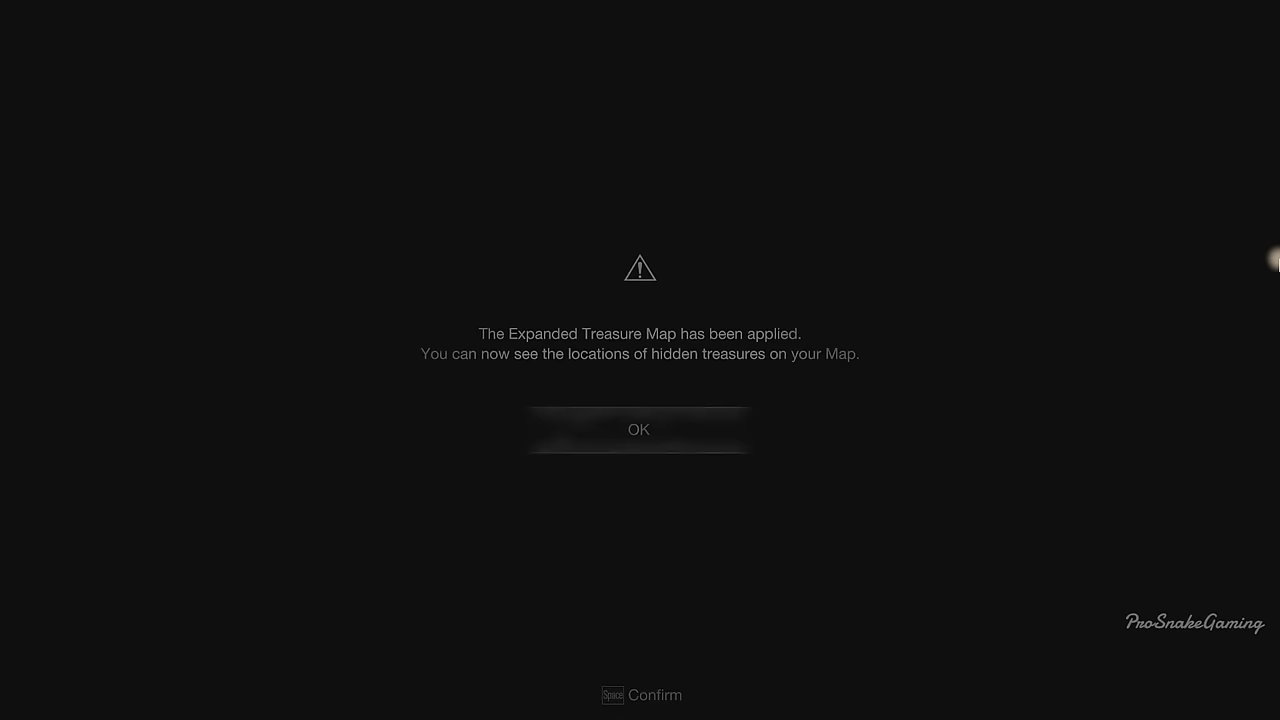 The Expanded Treasure Map has been applied.
You can now see the locations of hidden treasures on your Map.
OK
ProSnakeGaming
Space Confirm